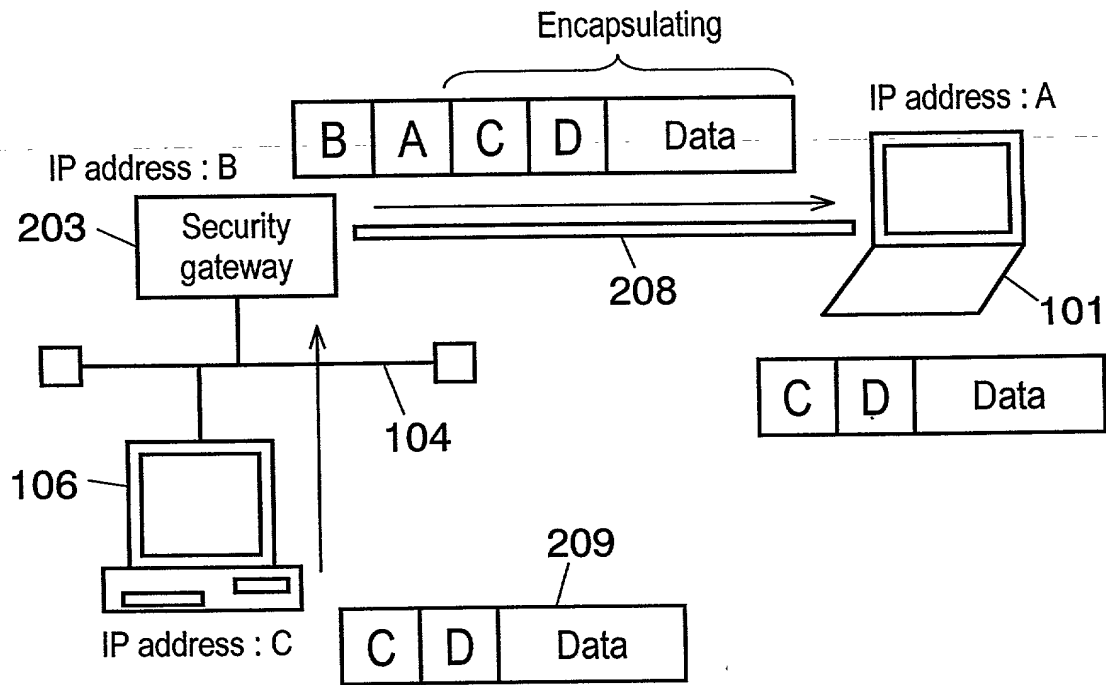 Encapsulating
IP address : A
B A C D Data
IP address : B
203
Security
gateway
208
101
C D Data
104
106
209
C D Data
IP address : C